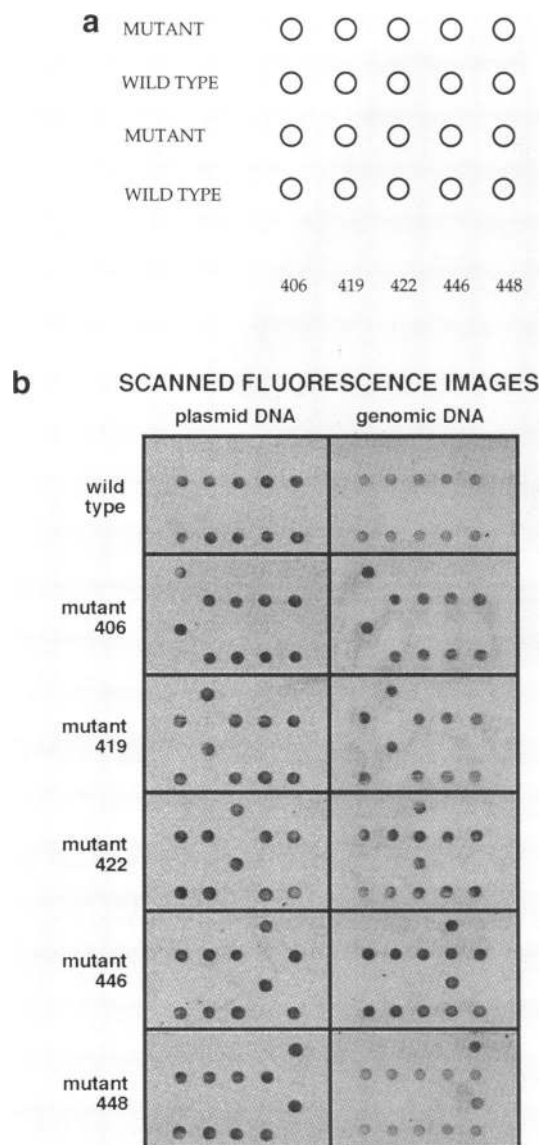 a
MUTANT
WILD TYPE
MUTANT
WILD TYPE
406 419 422 446 448
b
SCANNED FLUORESCENCE IMAGES
plasmid DNA genomic DNA
wild
type
mutant
406
mutant
419
mutant
422
mutant
446
mutant
448